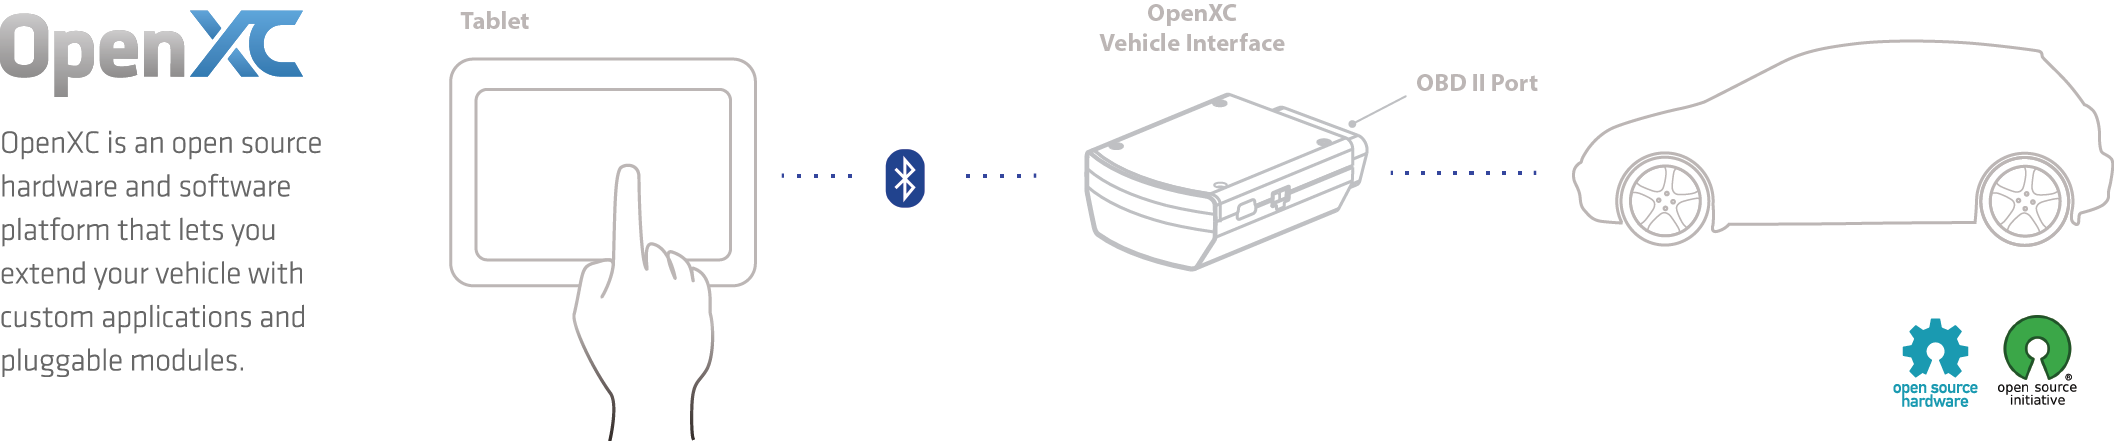 OpenXC
OpenXC is an open source
hardware and software
platform that lets you
extend your vehicle with
custom applications and
pluggable modules.
Tablet
OpenXC
Vehicle Interface
OBD II Port
open source
hardware
®
open source
initiative